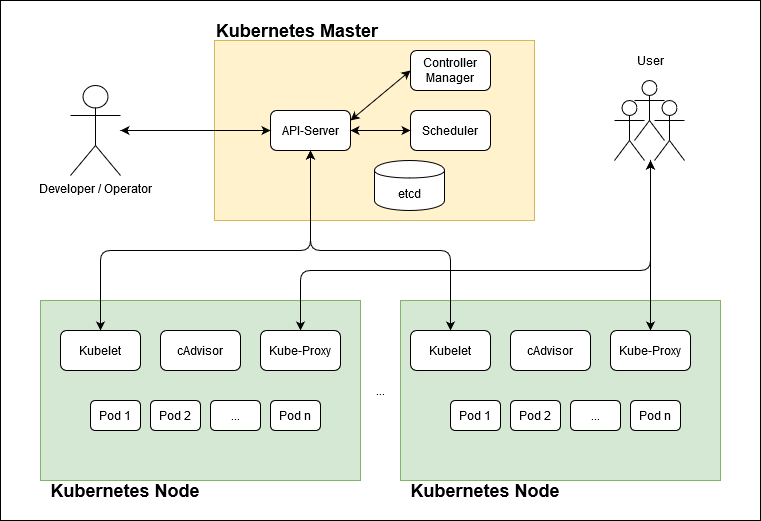 Kubernetes Master
Controller
Manager
User
API-Server
Scheduler
Developer / Operator
etcd
Kubelet
cAdvisor
Kube-Proxy
Kubelet
cAdvisor
Kube-Proxy
...
Pod 1
Pod 2
...
Pod n
Pod 1
Pod 2
...
Pod n
Kubernetes Node
Kubernetes Node